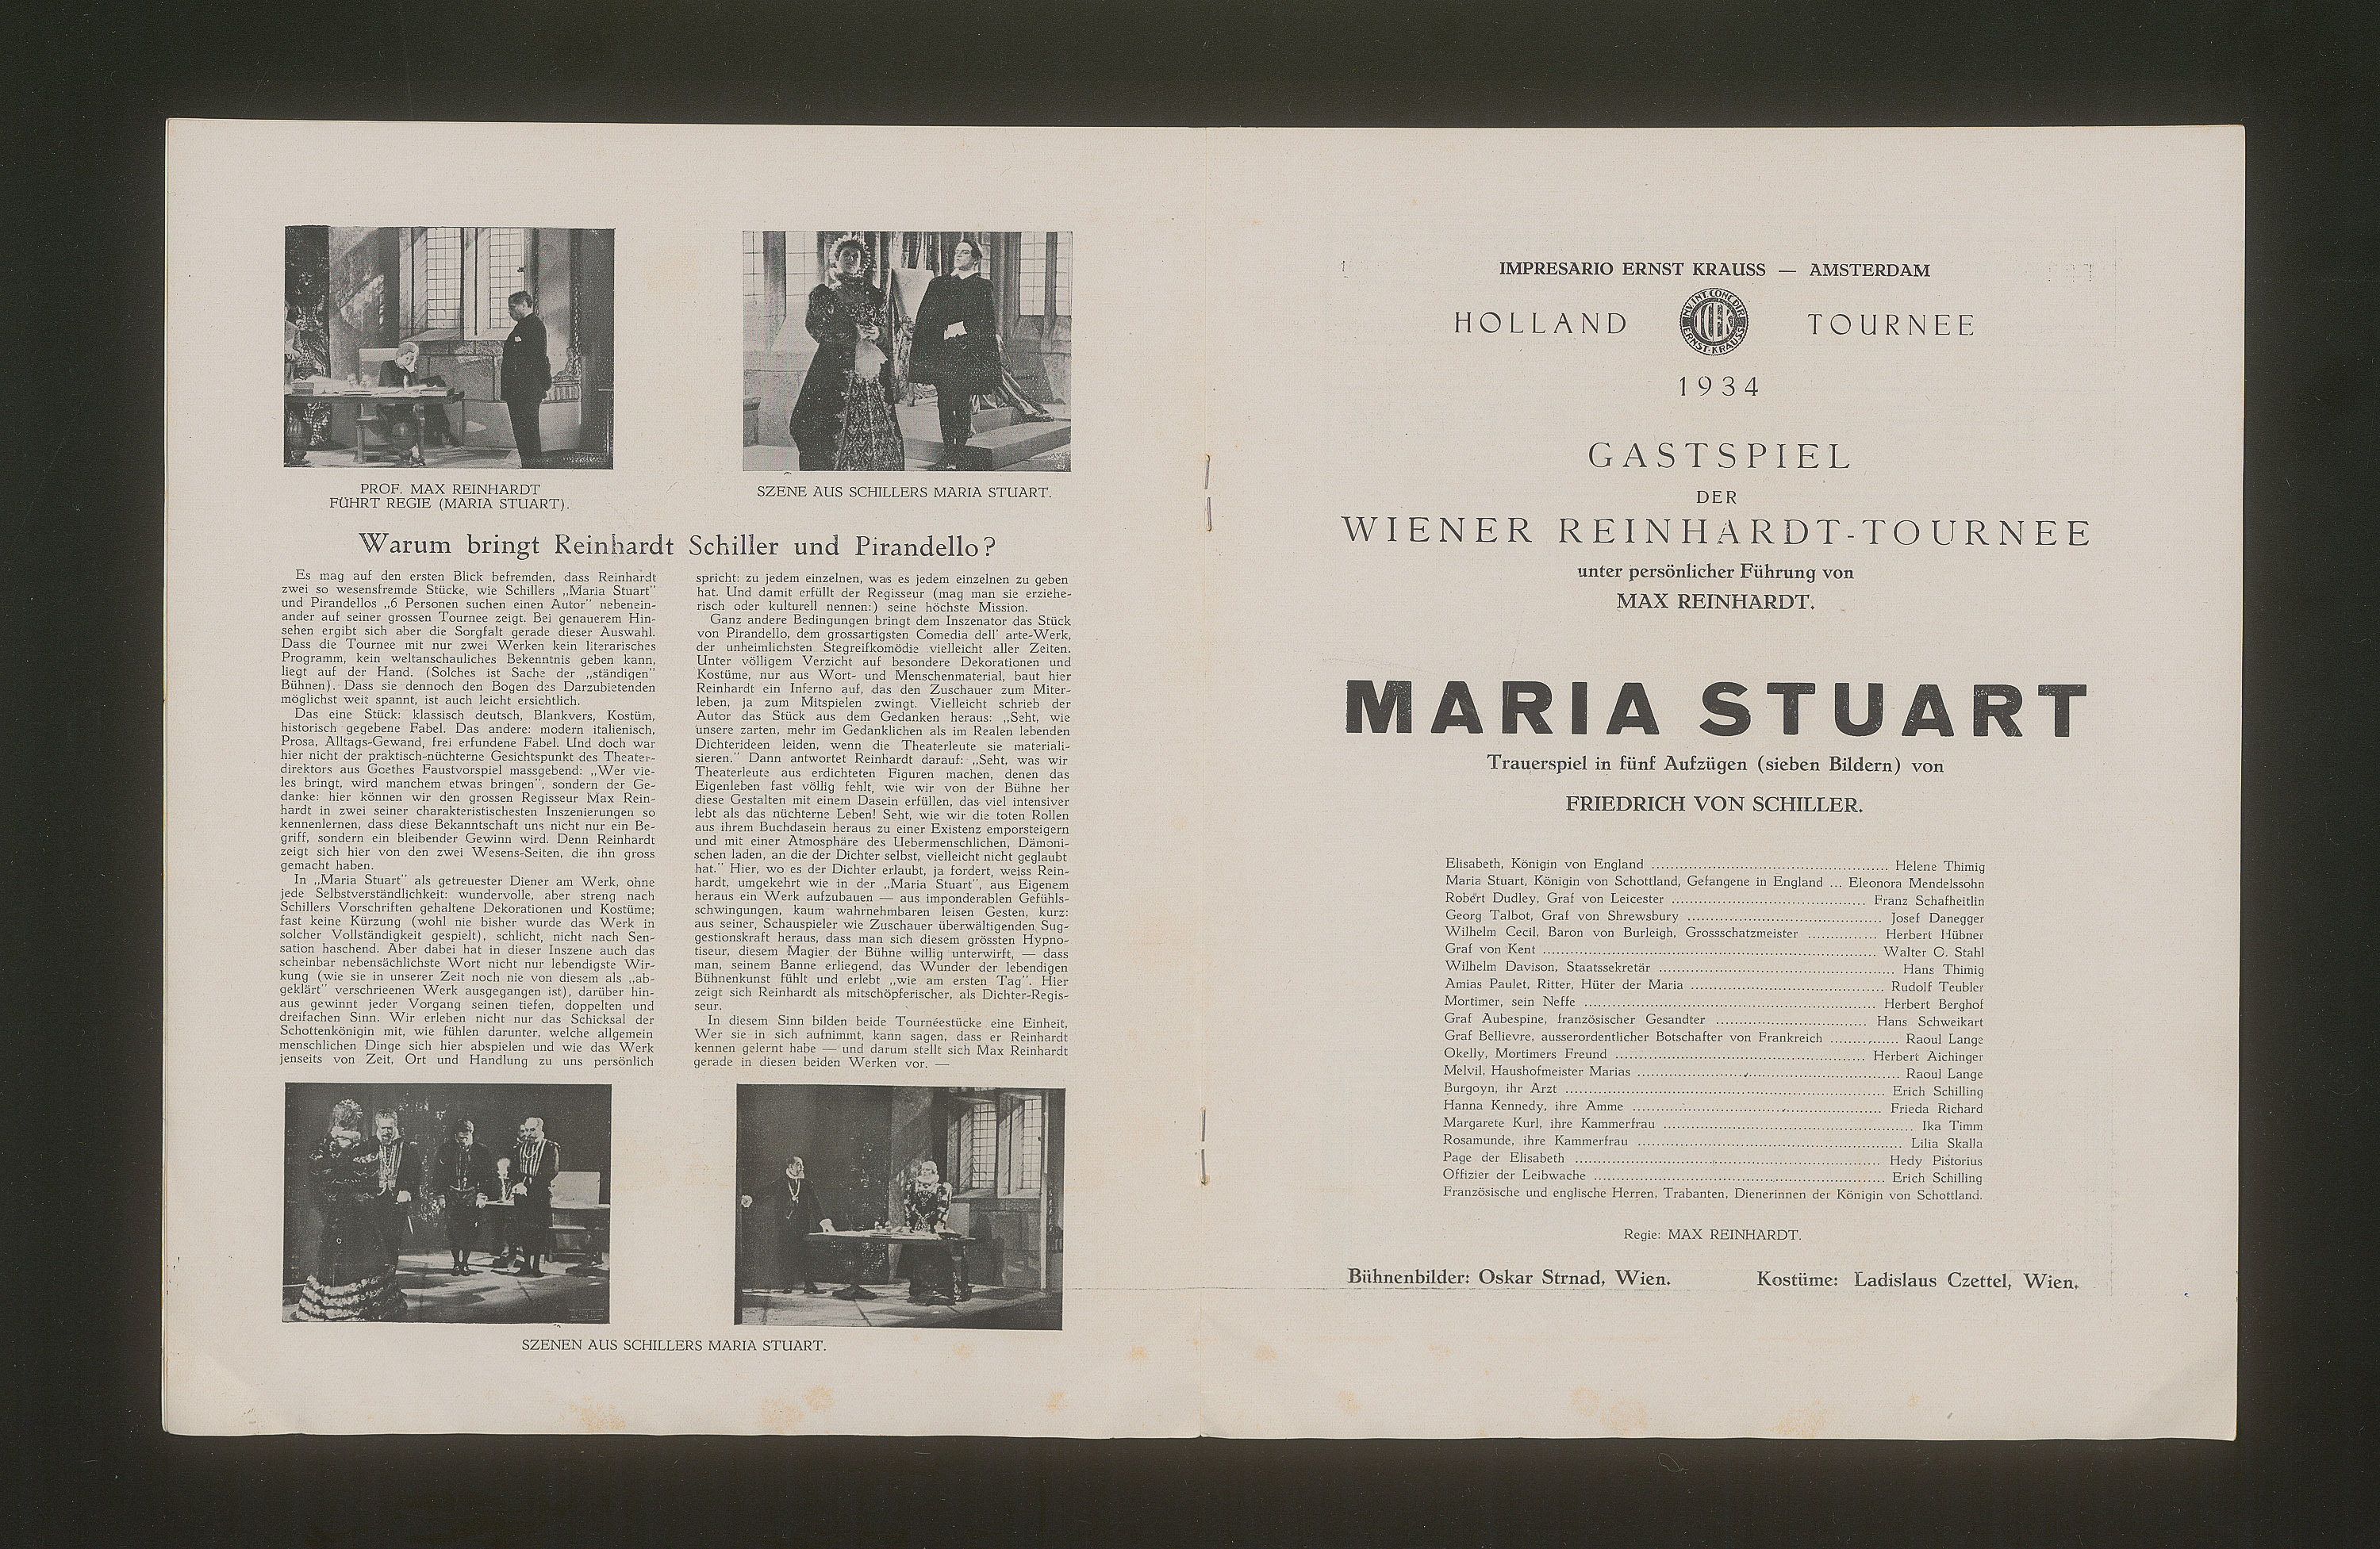 PROF. MAX REINHARDT
FÜHRT REGIE (MARIA STUART).
SZENE AUS SCHILLERS MARIA STUART.
Warum bringt Reinhardt Schiller und Pirandello?
Es mag auf den ersten Blick befremden, dass Reinhardt
zwei so wesensfremde Stücke, wie Schillers „Maria Stuart"
und Pirandellos „6 Personen suchen einen Autor" nebenein-
ander auf seiner grossen Tournee zeigt. Bei genauerem Hin-
sehen ergibt sich aber die Sorgfalt gerade dieser Auswahl.
Dass die Tournee mit nur zwei Werken kein literarisches
Programm, kein weltanschauliches Bekenntnis geben kann,
liegt auf der Hand. (Solches ist Sache der „ständigen"
Bühnen). Dass sie dennoch den Bogen des Darzubietenden
möglichst weit spannt, ist auch leicht ersichtlich.
Das eine Stück: klassisch deutsch, Blankvers, Kostüm,
historisch gegebene Fabel. Das andere: modern italienisch,
Prosa, Alltags-Gewand, frei erfundene Fabel. Und doch war
hier nicht der praktisch-nüchterne Gesichtspunkt des Theater-
direktors aus Goethes Faustvorspiel massgebend: „Wer vie-
les bringt, wird manchem etwas bringen", sondern der Ge-
danke: hier können wir den grossen Regisseur Max Rein-
hardt in zwei seiner charakteristischesten Inszenierungen so
kennenlernen, dass diese Bekanntschaft uns nicht nur ein Be-
griff, sondern ein bleibender Gewinn wird. Denn Reinhardt
zeigt sich hier von den zwei Wesens-Seiten, die ihn gross
gemacht haben.
In „Maria Stuart" als getreuester Diener am Werk, ohne
jede Selbstverständlichkeit: wundervolle, aber streng nach
Schillers Vorschriften gehaltene Dekorationen und Kostüme;
fast keine Kürzung (wohl nie bisher wurde das Werk in
solcher Vollständigkeit gespielt), schlicht, nicht nach Sen-
sation haschend. Aber dabei hat in dieser Inszene auch das
scheinbar nebensächlichste Wort nicht nur lebendigste Wir-
kung (wie sie in unserer Zeit noch nie von diesem als „ab-
geklärt" verschrieenen Werk ausgegangen ist), darüber hin-
aus gewinnt jeder Vorgang seinen tiefen, doppelten und
dreifachen Sinn. Wir erleben nicht nur das Schicksal der
Schottenkönigin mit, wie fühlen darunter, welche allgemein
menschlichen Dinge sich hier abspielen und wie das Werk
jenseits von Zeit, Ort und Handlung zu uns persönlich
spricht: zu jedem einzelnen, was es jedem einzelnen zu geben
hat. Und damit erfüllt der Regisseur (mag man sie erziehe-
risch oder kulturell nennen:) seine höchste Mission.
Ganz andere Bedingungen bringt dem Inszenator das Stück
von Pirandello, dem grossartigsten Comedia dell' arte-Werk,
der unheimlichsten Stegreifkomödie vielleicht aller Zeiten.
Unter völligem Verzicht auf besondere Dekorationen und
Kostüme, nur aus Wort- und Menschenmaterial, baut hier
Reinhardt ein Inferno auf, das den Zuschauer zum Miter-
leben, ja zum Mitspielen zwingt. Vielleicht schrieb der
Autor das Stück aus dem Gedanken heraus: „Seht, wie
unsere zarten, mehr im Gedanklichen als im Realen lebenden
Dichterideen leiden, wenn die Theaterleute sie materiali-
sieren." Dann antwortet Reinhardt darauf: „Seht, was wir
Theaterleute aus erdichteten Figuren machen, denen das
Eigenleben fast völlig fehlt, wie wir von der Bühne her
diese Gestalten mit einem Dasein erfüllen, das viel intensiver
lebt als das nüchterne Leben! Seht, wie wir die toten Rollen
aus ihrem Buchdasein heraus zu einer Existenz emporsteigern
und mit einer Atmosphäre des Uebermenschlichen, Dämoni-
schen laden, an die der Dichter selbst, vielleicht nicht geglaubt
hat." Hier, wo es der Dichter erlaubt, ja fordert, weiss Rein-
hardt, umgekehrt wie in der „Maria Stuart", aus Eigenem
heraus ein Werk aufzubauen — aus imponderablen Gefühls-
schwingungen, kaum wahrnehmbaren leisen Gesten, kurz:
aus seiner, Schauspieler wie Zuschauer überwältigenden Sug-
gestionskraft heraus, dass man sich diesem grössten Hypno-
tiseur, diesem Magier der Bühne willig unterwirft, — dass
man, seinem Banne erliegend, das Wunder der lebendigen
Bühnenkunst fühlt und erlebt „wie am ersten Tag". Hier
zeigt sich Reinhardt als mitschöpferischer, als Dichter-Regis-
seur.
In diesem Sinn bilden beide Tournéestücke eine Einheit,
Wer sie in sich aufnimmt, kann sagen, dass er Reinhardt
kennen gelernt habe — und darum stellt sich Max Reinhardt
gerade in diesen beiden Werken vor. —
SZENEN AUS SCHILLERS MARIA STUART.
IMPRESARIO ERNST KRAUSS — AMSTERDAM
HOLLAND TOURNEE
1934
GASTSPIEL
DER
WIENER REINHARDT-TOURNEE
unter persönlicher Führung von
MAX REINHARDT.
MARIA STUART
Trauerspiel in fünf Aufzügen (sieben Bildern) von
FRIEDRICH VON SCHILLER.
Elisabeth, Königin von England ........ Helene Thimig
Maria Stuart, Königin von Schottland, Gefangene in England ... Eleonora Mendelssohn
Robert Dudley, Graf von Leicester ........ Franz Schafheitlin
Georg Talbot, Graf von Shrewsbury ........ Josef Danegger
Wilhelm Cecil, Baron von Burleigh, Grossschatzmeister ........ Herbert Hübner
Graf von Kent ........ Walter O. Stahl
Wilhelm Davison, Staatssekretär ........ Hans Thimig
Amias Paulet, Ritter, Hüter der Maria ........ Rudolf Teubler
Mortimer, sein Neffe ........ Herbert Berghof
Graf Aubespine, französischer Gesandter ........ Hans Schweikart
Graf Bellievre, ausserordentlicher Botschafter von Frankreich ........ Raoul Lange
Okelly, Mortimers Freund ........ Herbert Aichinger
Melvil, Haushofmeister Marias ........ Raoul Lange
Burgoyn, ihr Arzt ........ Erich Schilling
Hanna Kennedy, ihre Amme ........ Frieda Richard
Margarete Kurl, ihre Kammerfrau ........ Ika Timm
Rosamunde, ihre Kammerfrau ........ Lilia Skalla
Page der Elisabeth ........ Hedy Pistorius
Offizier der Leibwache ........ Erich Schilling
Französische und englische Herren, Trabanten, Dienerinnen der Königin von Schottland.
Regie: MAX REINHARDT.
Bühnenbilder: Oskar Strnad, Wien. Kostüme: Ladislaus Czettel, Wien.